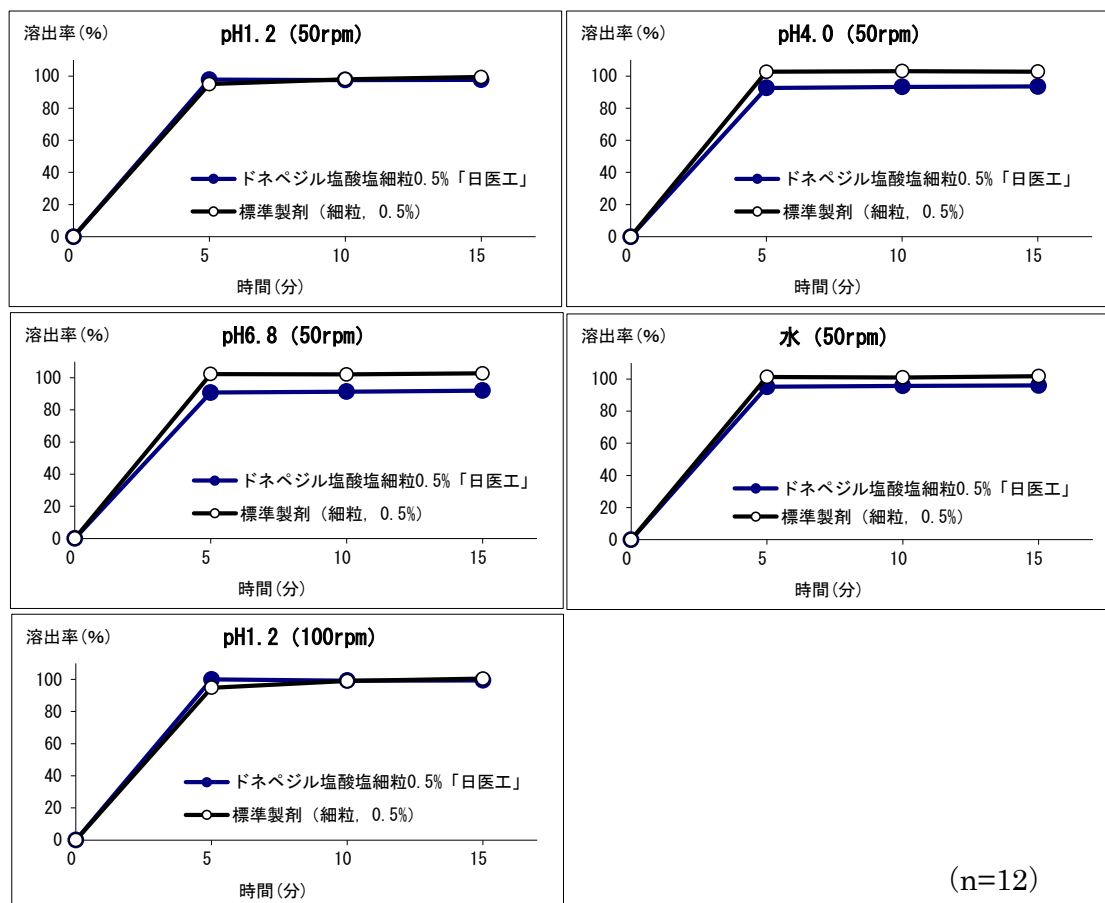 溶出率(%)
pH1.2 (50rpm)
100
80
60
40
20
0
ドネペジル塩酸塩細粒0.5%「日医工」
標準製剤（細粒, 0.5%）
0 5 10 15
時間(分)
溶出率(%)
pH4.0 (50rpm)
100
80
60
40
20
0
ドネペジル塩酸塩細粒0.5%「日医工」
標準製剤（細粒, 0.5%）
0 5 10 15
時間(分)
溶出率(%)
pH6.8 (50rpm)
100
80
60
40
20
0
ドネペジル塩酸塩細粒0.5%「日医工」
標準製剤（細粒, 0.5%）
0 5 10 15
時間(分)
溶出率(%)
水 (50rpm)
100
80
60
40
20
0
ドネペジル塩酸塩細粒0.5%「日医工」
標準製剤（細粒, 0.5%）
0 5 10 15
時間(分)
溶出率(%)
pH1.2 (100rpm)
100
80
60
40
20
0
ドネペジル塩酸塩細粒0.5%「日医工」
標準製剤（細粒, 0.5%）
0 5 10 15
時間(分)
(n=12)